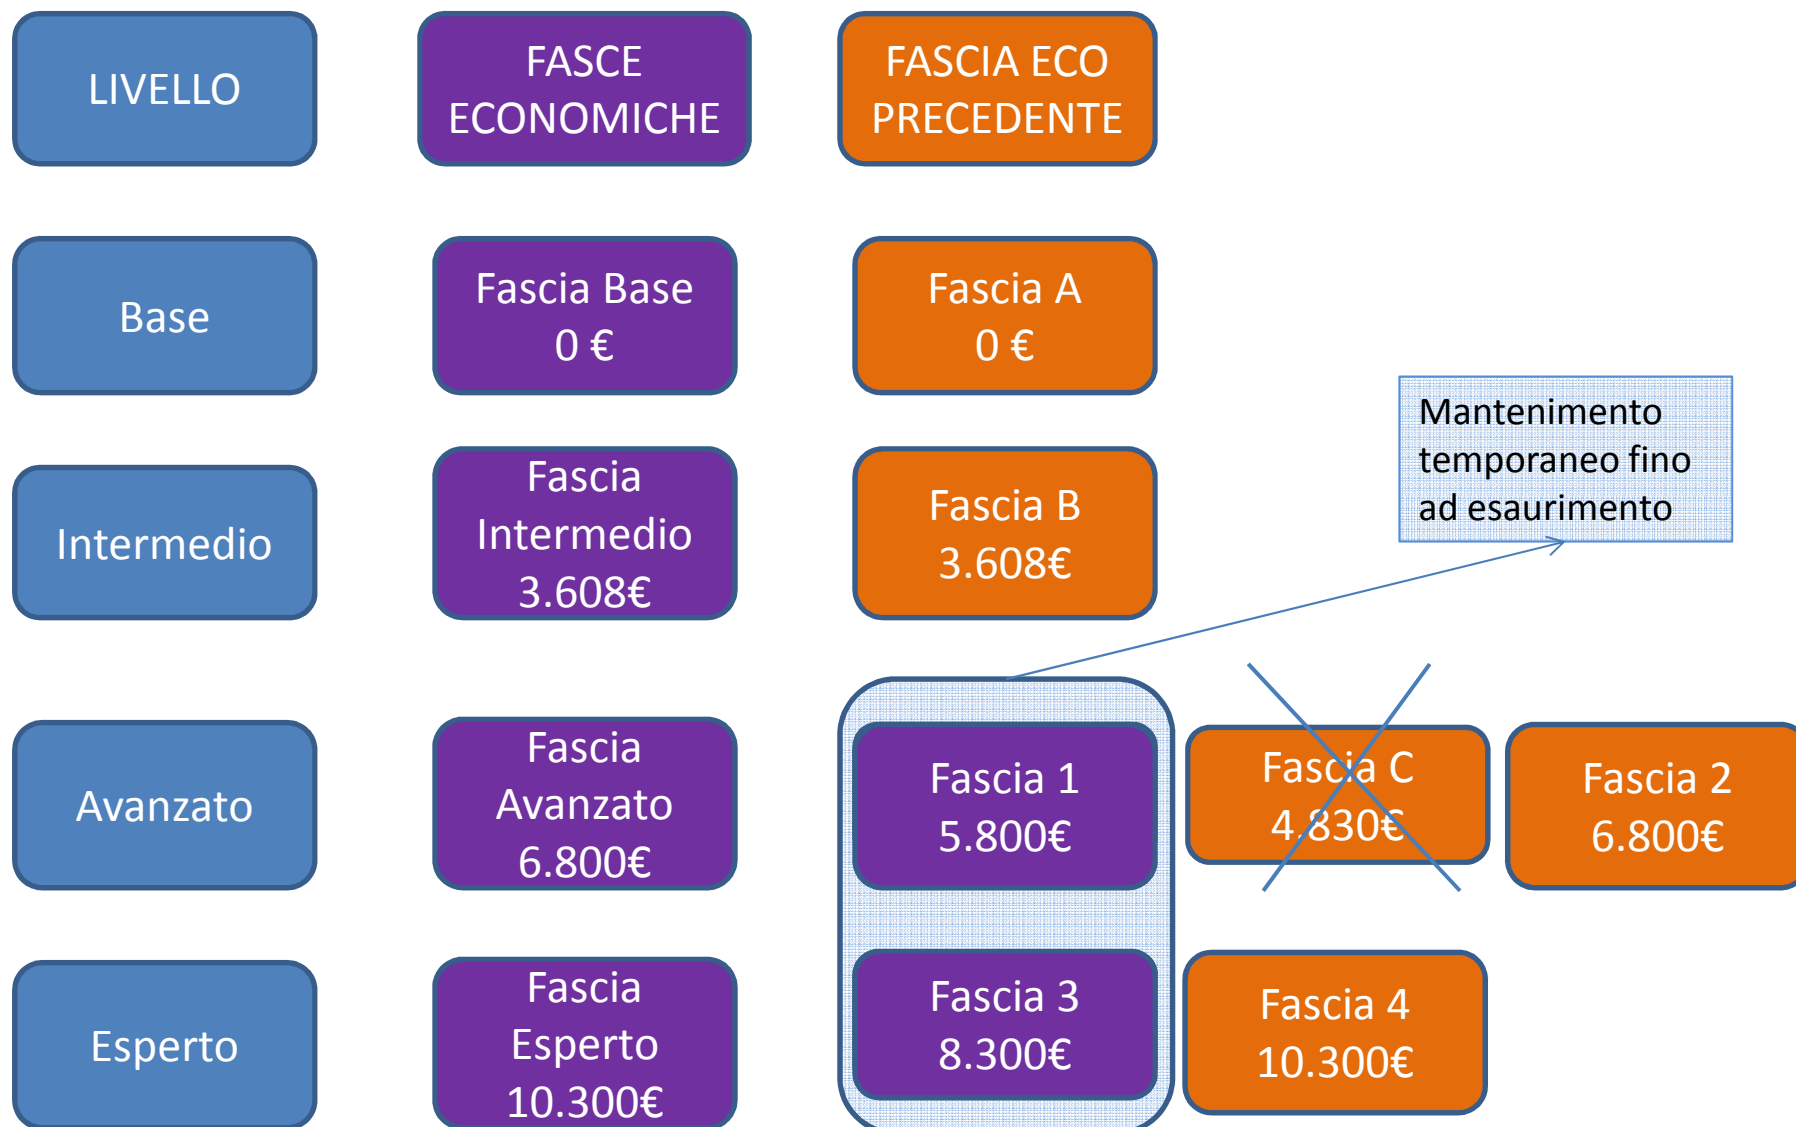 LIVELLO
FASCE
ECONOMICHE
FASCIA ECO
PRECEDENTE
Base
Fascia Base
0 €
Fascia A
0 €
Mantenimento
temporaneo fino
ad esaurimento
Intermedio
Fascia
Intermedio
3.608€
Fascia B
3.608€
Avanzato
Fascia
Avanzato
6.800€
Fascia 1
5.800€
Fascia C
4.830€
Fascia 2
6.800€
Esperto
Fascia
Esperto
10.300€
Fascia 3
8.300€
Fascia 4
10.300€